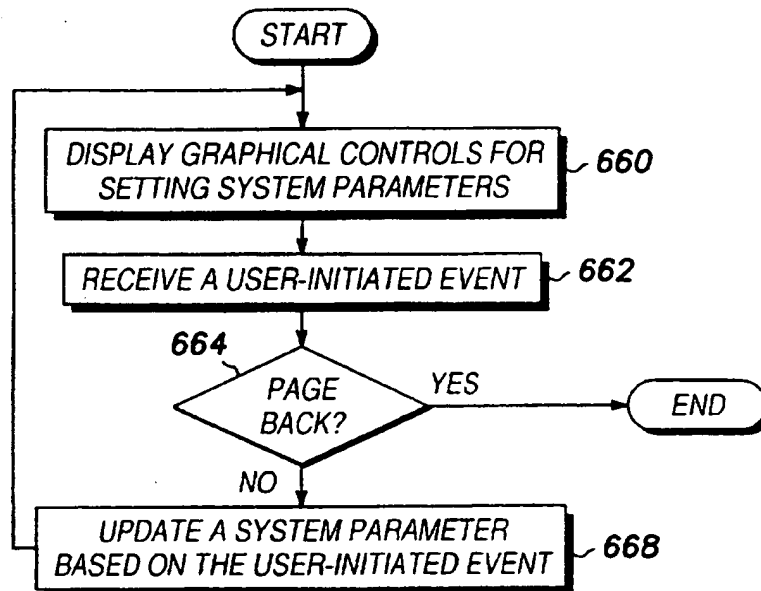 START
DISPLAY GRAPHICAL CONTROLS FOR
SETTING SYSTEM PARAMETERS
660
RECEIVE A USER-INITIATED EVENT
662
664
PAGE
BACK?
YES
END
NO
UPDATE A SYSTEM PARAMETER
BASED ON THE USER-INITIATED EVENT
668